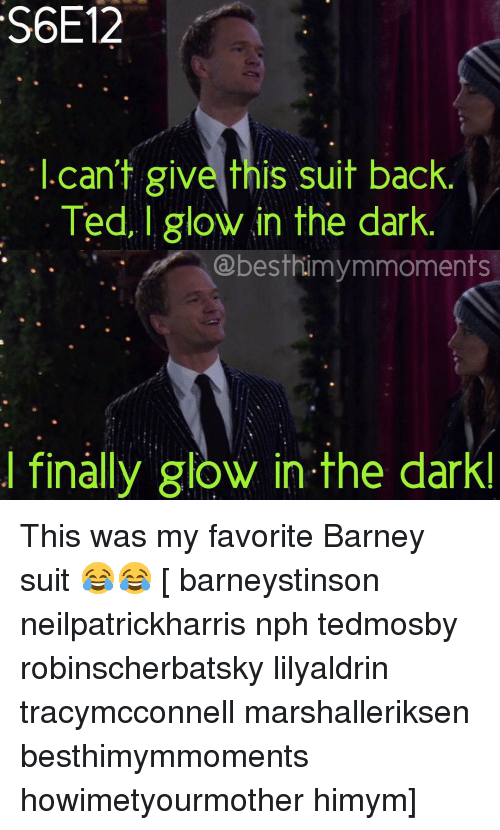 S6E12
I can't give this suit back.
Ted, I glow in the dark.
@besthimymmoments
I finally glow in the dark!
This was my favorite Barney
suit 😂😂 [ barneystinson
neilpatrickharris nph tedmosby
robinscherbatsky lilyaldrin
tracymcconnell marshalleriksen
besthimymmoments
howimetyourmother himym]